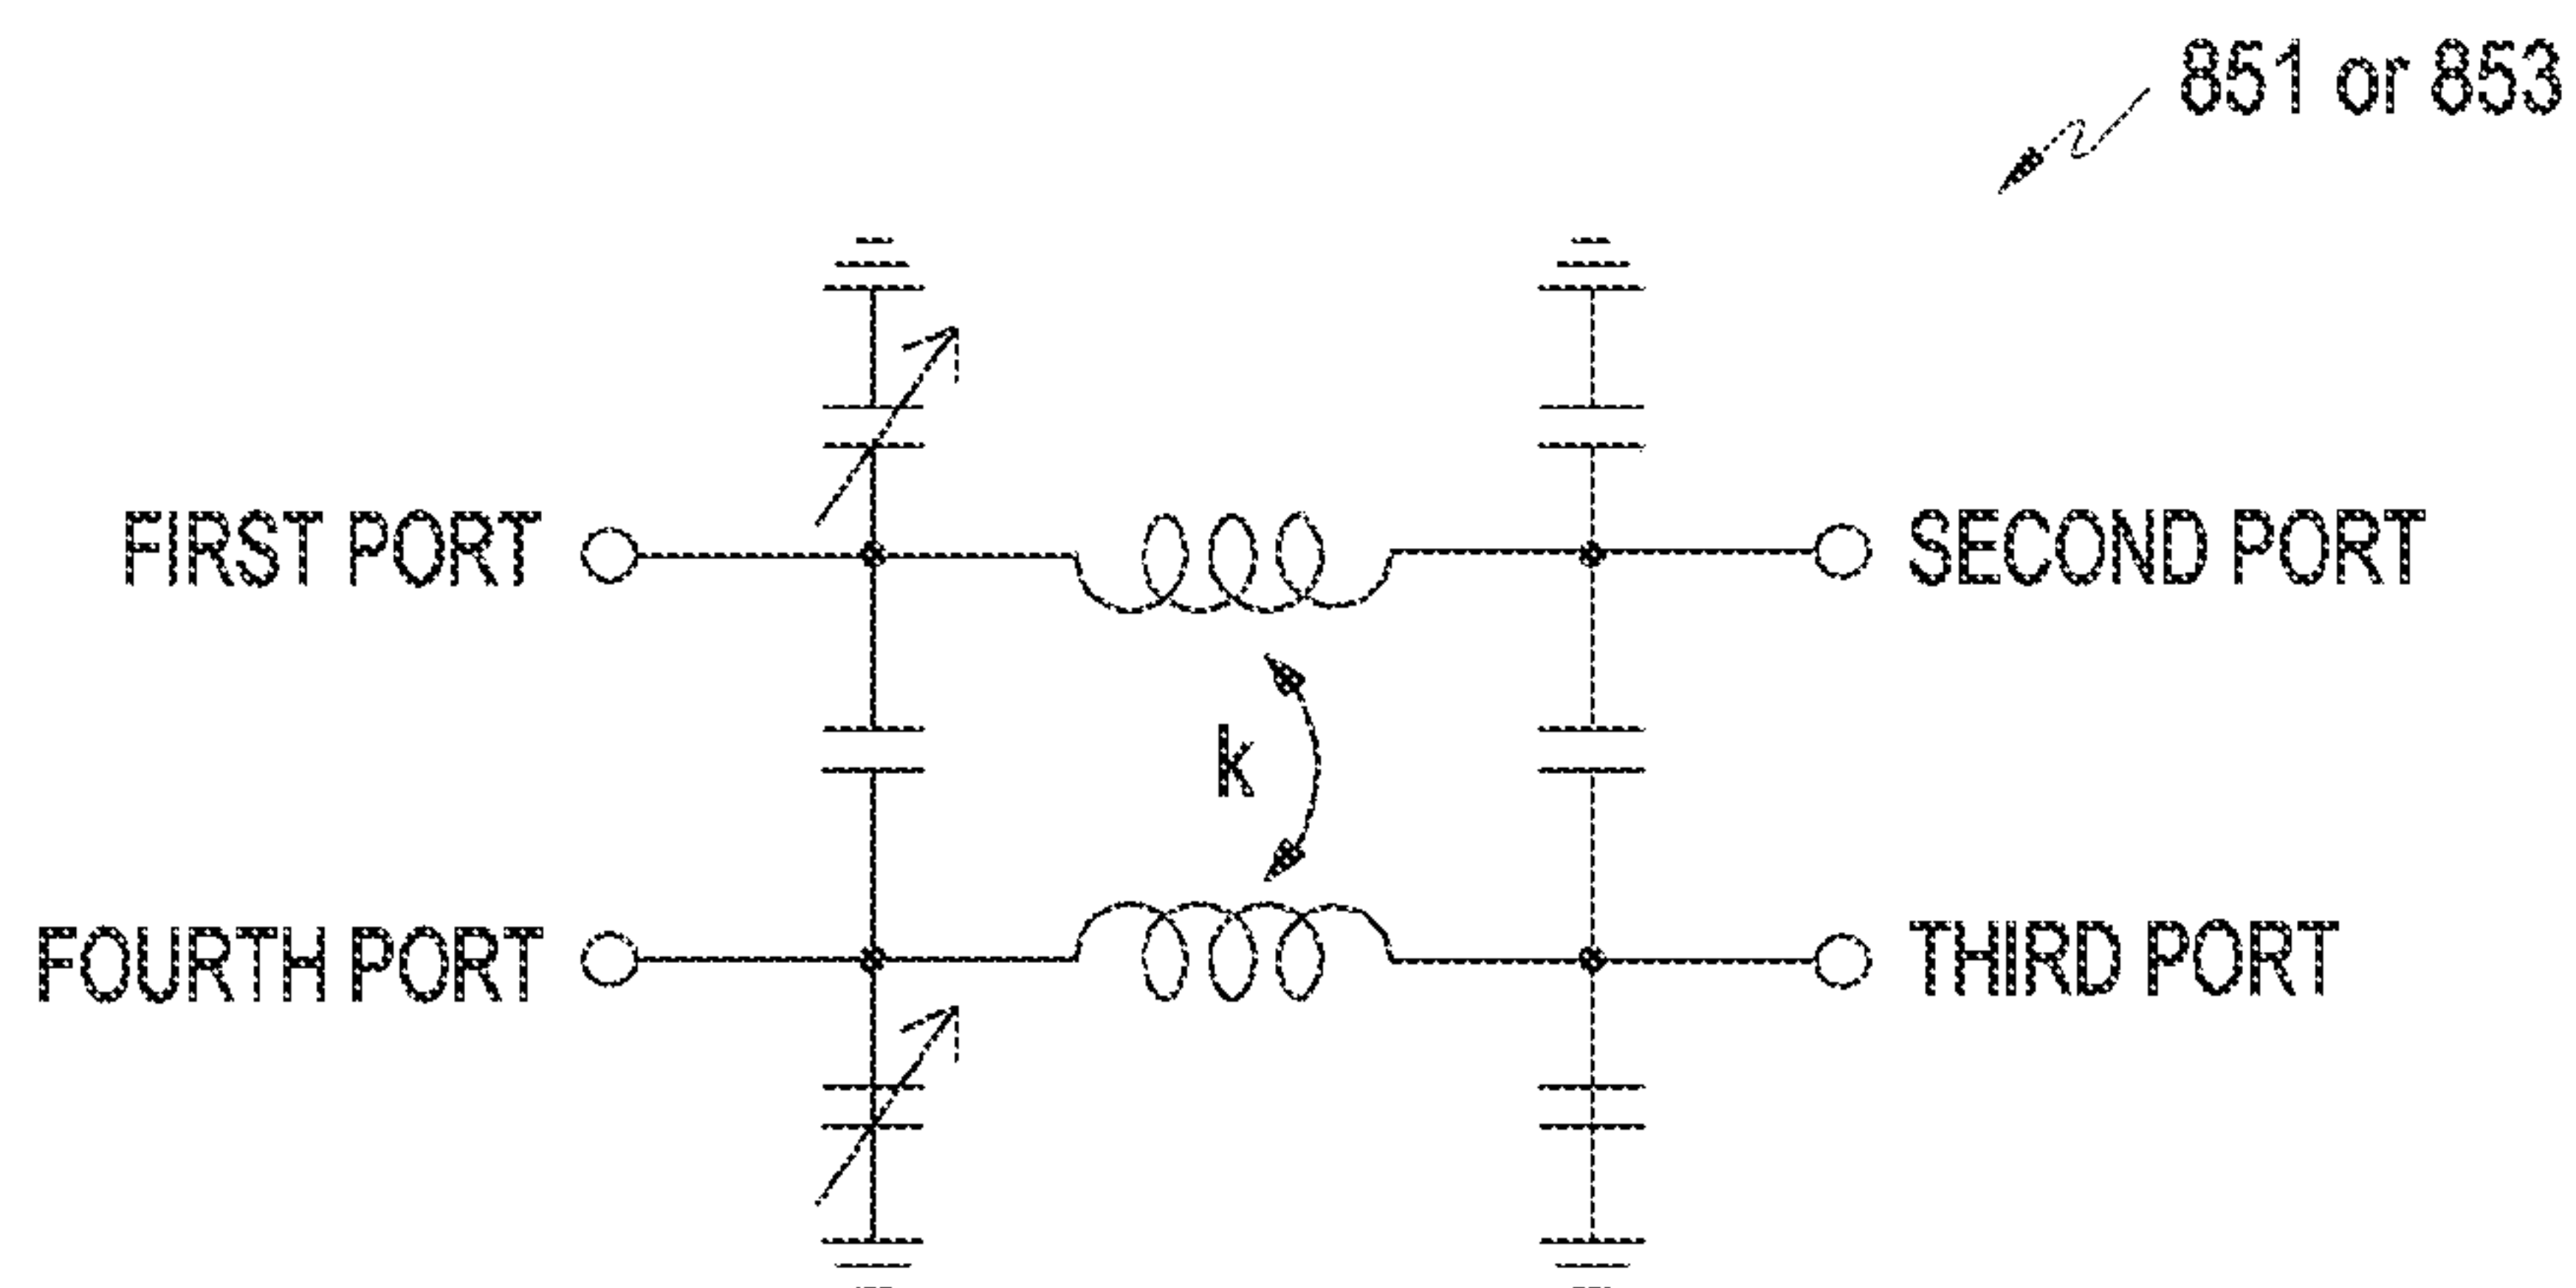 851 or 853
FIRST PORT
SECOND PORT
k
FOURTH PORT
THIRD PORT